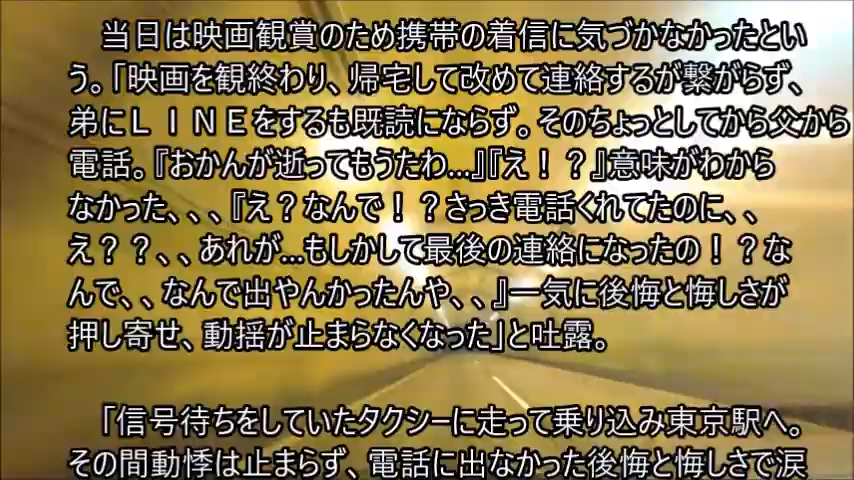 当日は映画観賞のため携帯の着信に気づかなかったとい
う。「映画を観終わり、帰宅して改めて連絡するが繋がらず、
弟にＬＩＮＥをするも既読にならず。そのちょっとしてから父から
電話。『おかんが逝ってもうたわ…』『え！？』意味がわから
なかった、、、『え？なんで！？さっき電話くれてたのに、、
え？？、、あれが…もしかして最後の連絡になったの！？な
んで、、なんで出やんかったんや、、』一気に後悔と悔しさが
押し寄せ、動揺が止まらなくなった」と吐露。
「信号待ちをしていたタクシーに走って乗り込み東京駅へ。
その間動悸は止まらず、電話に出なかった後悔と悔しさで涙